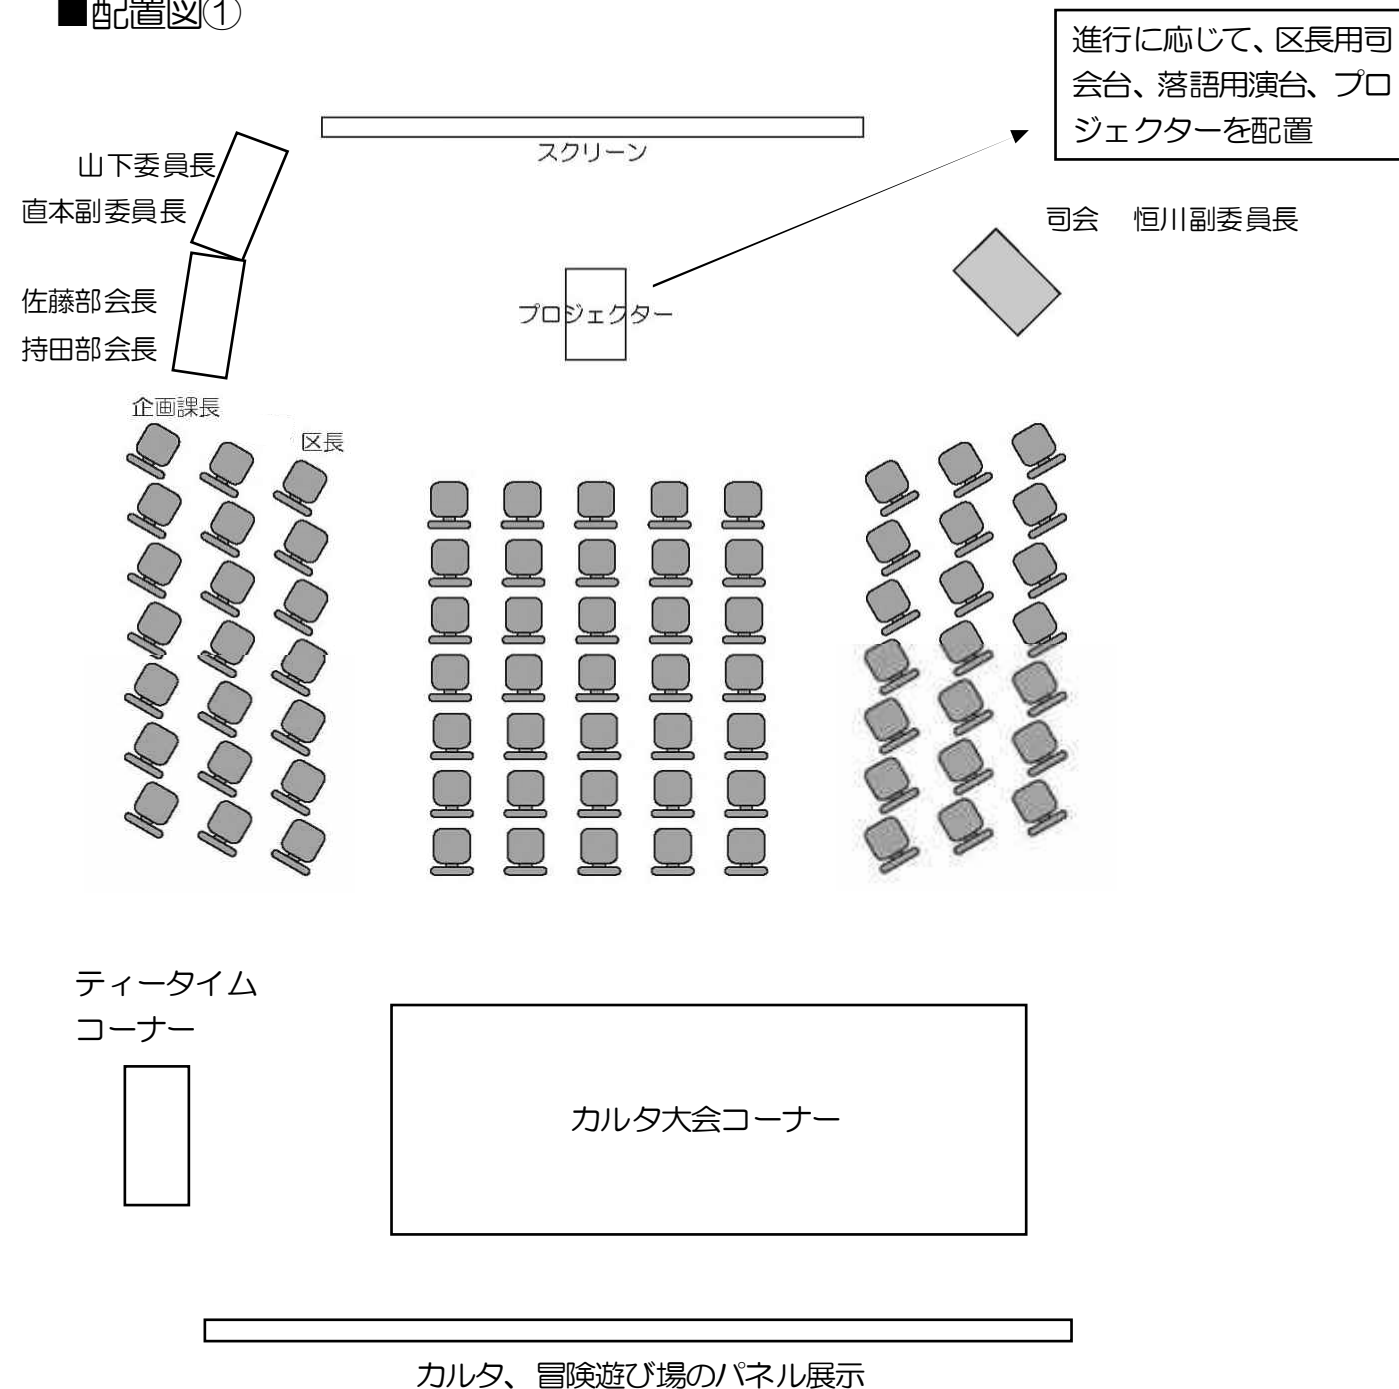 ■配置図①
進行に応じて、区長用司
会台、落語用演台、プロ
ジェクターを配置
スクリーン
山下委員長
直本副委員長
司会 恒川副委員長
佐藤部会長
持田部会長
プロジェクター
企画課長
区長
ティータイム
コーナー
カルタ大会コーナー
カルタ、冒険遊び場のパネル展示